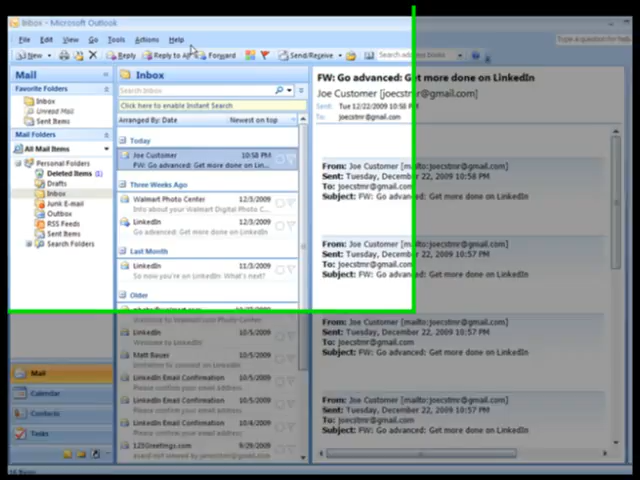 Inbox - Microsoft Outlook
File Edit View Go Tools Actions Help
Type a question for help
New Reply Reply to All Forward Send/Receive Search address books
Mail
Favorite Folders
Inbox
Unread Mail
Sent Items
Mail Folders
All Mail Items
Personal Folders
Deleted Items (1)
Drafts
Inbox
Junk E-mail
Outbox
RSS Feeds
Sent Items
Search Folders
Mail
Calendar
Contacts
Tasks
Inbox
Search Inbox
Click here to enable Instant Search
Arranged By: Date Newest on top
Today
Joe Customer 10:58 PM
FW: Go advanced: Get more done on Lin...
Three Weeks Ago
Walmart Photo Center 12/5/2009
Info about your Walmart Digital Photo C...
LinkedIn 12/3/2009
Go advanced: Get more done on Linked...
Last Month
LinkedIn 11/3/2009
So now you're on LinkedIn. What's next?
Older
LinkedIn 10/5/2009
Welcome to LinkedIn!
Matt Bauer 10/5/2009
Invitation to connect on LinkedIn
LinkedIn Email Confirmation 10/5/2009
Please confirm your email address
LinkedIn Email Confirmation 10/5/2009
Please confirm your email address
LinkedIn Email Confirmation 10/5/2009
Please confirm your email address
123Greetings.com 9/29/2009
FW: Go advanced: Get more done on LinkedIn
Joe Customer [joecstmr@gmail.com]
Sent: Tue 12/22/2009 10:58 PM
To: joecstmr@gmail.com
From: Joe Customer [mailto:joecstmr@gmail.com]
Sent: Tuesday, December 22, 2009 10:58 PM
To: joecstmr@gmail.com
Subject: FW: Go advanced: Get more done on LinkedIn
From: Joe Customer [mailto:joecstmr@gmail.com]
Sent: Tuesday, December 22, 2009 10:58 PM
To: joecstmr@gmail.com
Subject: FW: Go advanced: Get more done on LinkedIn
From: Joe Customer [mailto:joecstmr@gmail.com]
Sent: Tuesday, December 22, 2009 10:57 PM
To: joecstmr@gmail.com
Subject: FW: Go advanced: Get more done on LinkedIn
From: Joe Customer [mailto:joecstmr@gmail.com]
Sent: Tuesday, December 22, 2009 10:57 PM
To: joecstmr@gmail.com
Subject: FW: Go advanced: Get more done on LinkedIn